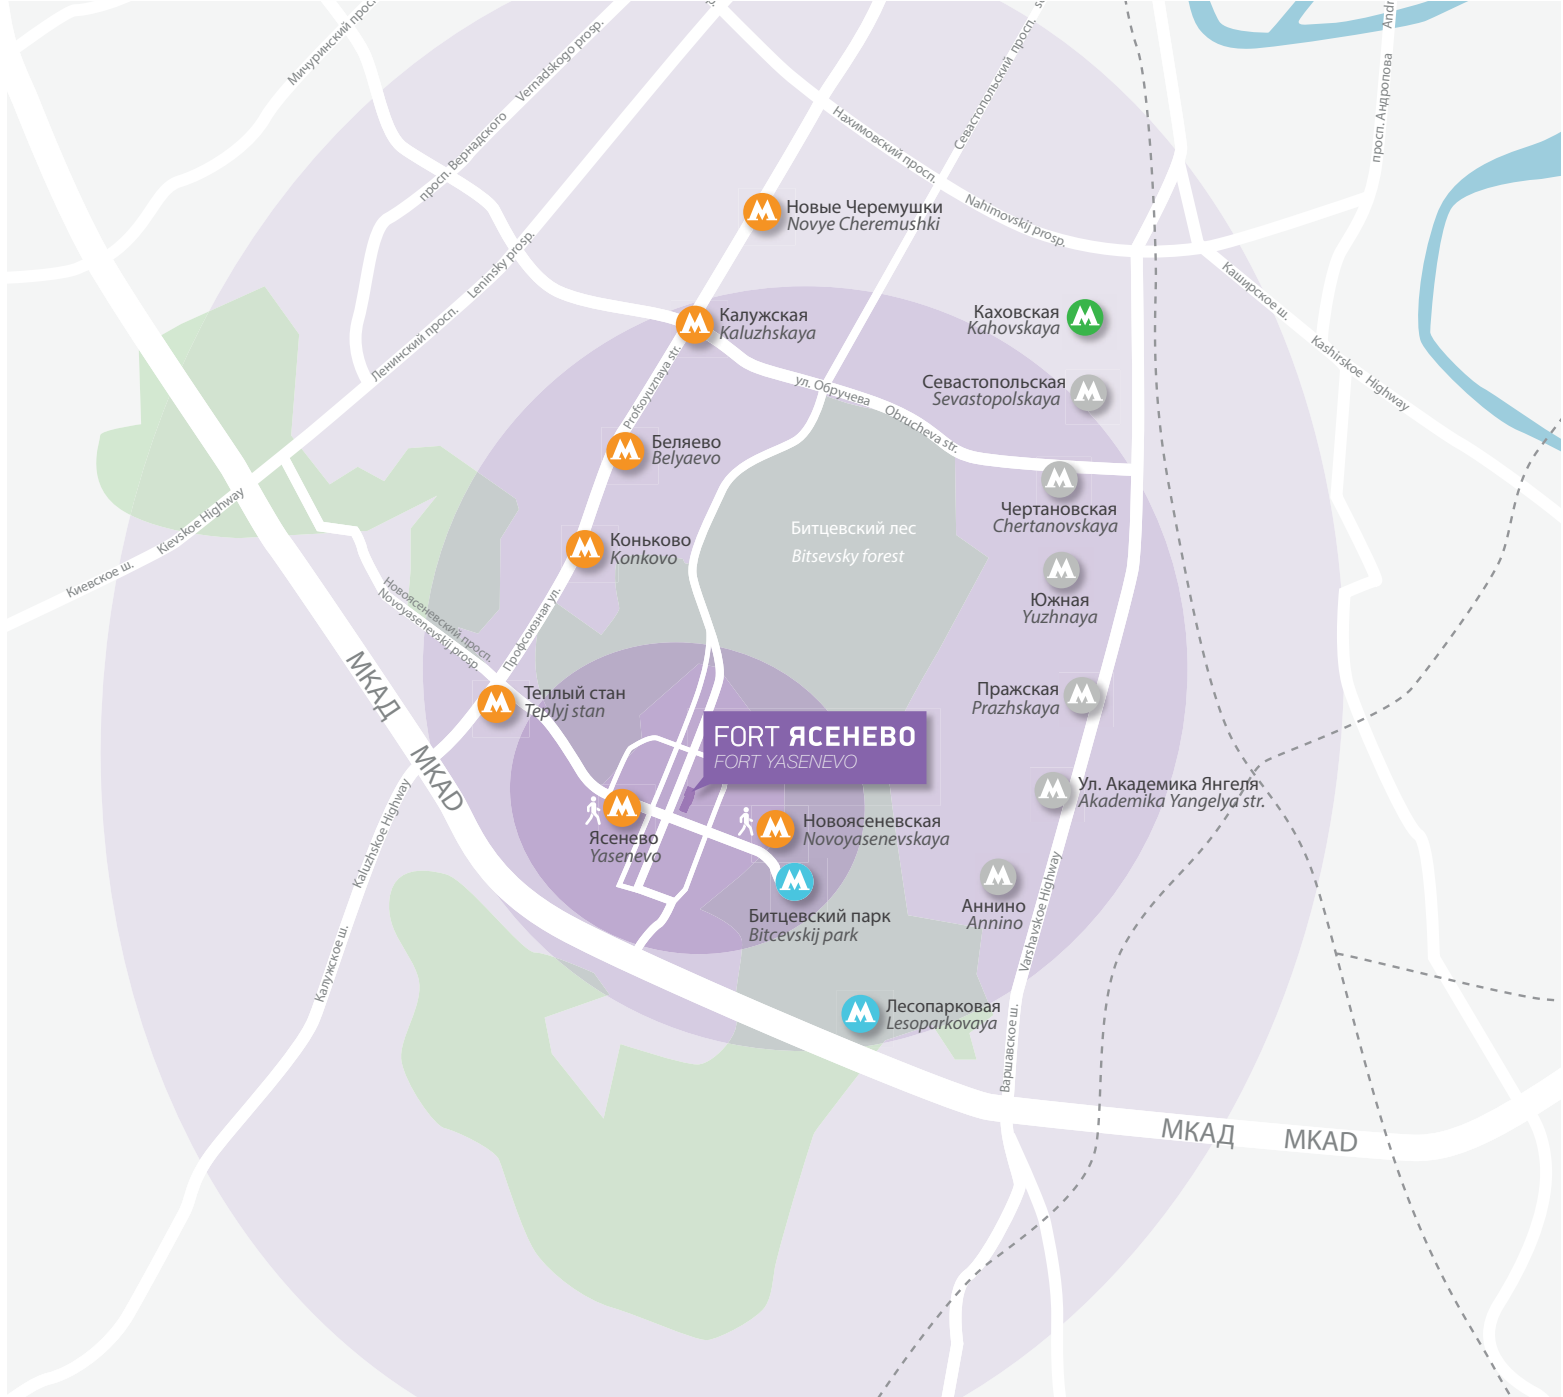 Мичуринский прос
просп. Вернадского
Vernadskogo prosp.
Севастопольский просп.
Andr
просп. Андропова
Нахимовский просп.
Nahimovskij prosp.
Новые Черемушки
Novye Cheremushki
Ленинский просп.
Leninsky prosp.
Каширское ш.
Kashirskoe Highway
Калужская
Kaluzhskaya
Каховская
Kahovskaya
Profsoyuznaya str.
ул. Обручева
Obrucheva str.
Севастопольская
Sevastopolskaya
Беляево
Belyaevo
Чертановская
Chertanovskaya
Киевское ш.
Kievskoe Highway
Битцевский лес
Bitsevsky forest
Коньково
Konkovo
Южная
Yuzhnaya
Новоясеневский просп.
Novoyasenevskij prosp.
Профсоюзная ул.
МКАД
MKAD
Теплый стан
Teplyj stan
Пражская
Prazhskaya
FORT ЯСЕНЕВО
FORT YASENEVO
Ул. Академика Янгеля
Akademika Yangelya str.
Ясенево
Yasenevo
Новоясеневская
Novoyasenevskaya
Калужское ш.
Kaluzhskoe Highway
Битцевский парк
Bitcevskij park
Аннино
Annino
Varshavskoe Highway
Варшавское ш.
Лесопарковая
Lesoparkovaya
МКАД
MKAD